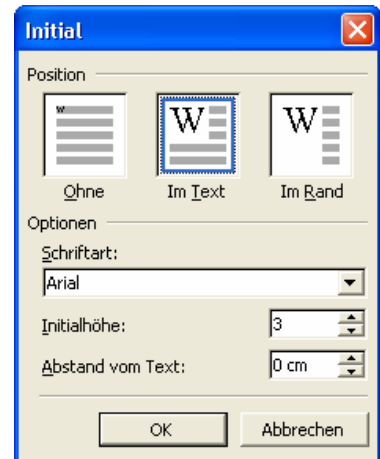 Initial
Position
W W W
Ohne Im Text Im Rand
Optionen
Schriftart:
Arial
Initialhöhe: 3
Abstand vom Text: 0 cm
OK Abbrechen